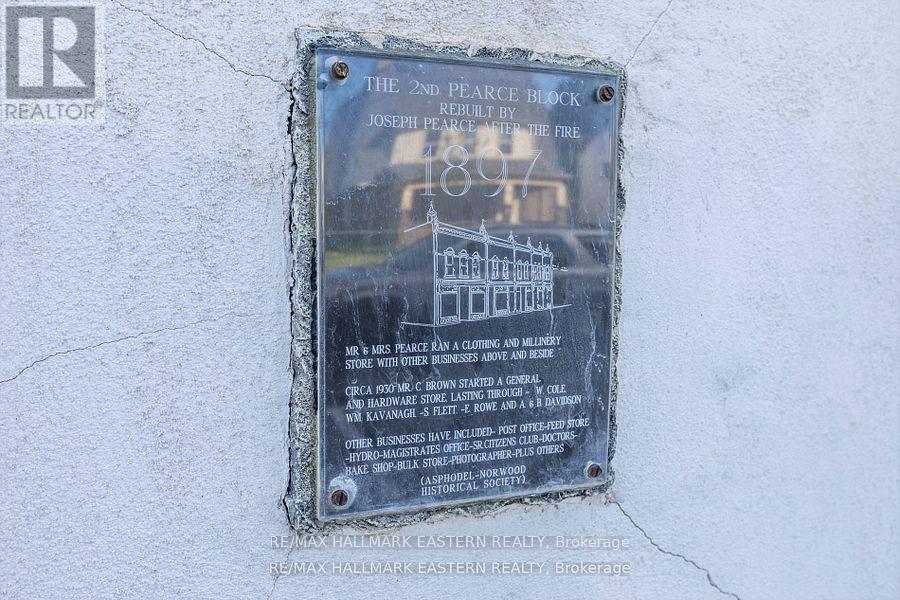 R
REALTOR
THE 2ND. PEARCE BLOCK
REBUILT BY
JOSEPH PEARCE AFTER THE FIRE
1897
MR & MRS. PEARCE RAN A CLOTHING AND MILLINERY
STORE WITH OTHER BUSINESSES ABOVE AND BESIDE
CIRCA 1930 MR. C. BROWN STARTED A GENERAL
AND HARDWARE STORE, LASTING THROUGH - W. COLE,
WM. KAVANAGH, -S. FLETT, -E. ROWE AND A. & B. DAVIDSON
OTHER BUSINESSES HAVE INCLUDED- POST OFFICE-FEED STORE
-HYDRO-MAGISTRATES OFFICE-SR.CITIZENS CLUB-DOCTORS-
BAKE SHOP-BULK STORE-PHOTOGRAPHER-PLUS OTHERS
(ASPHODEL-NORWOOD
HISTORICAL SOCIETY)
RE/MAX HALLMARK EASTERN REALTY, Brokerage
RE/MAX HALLMARK EASTERN REALTY, Brokerage